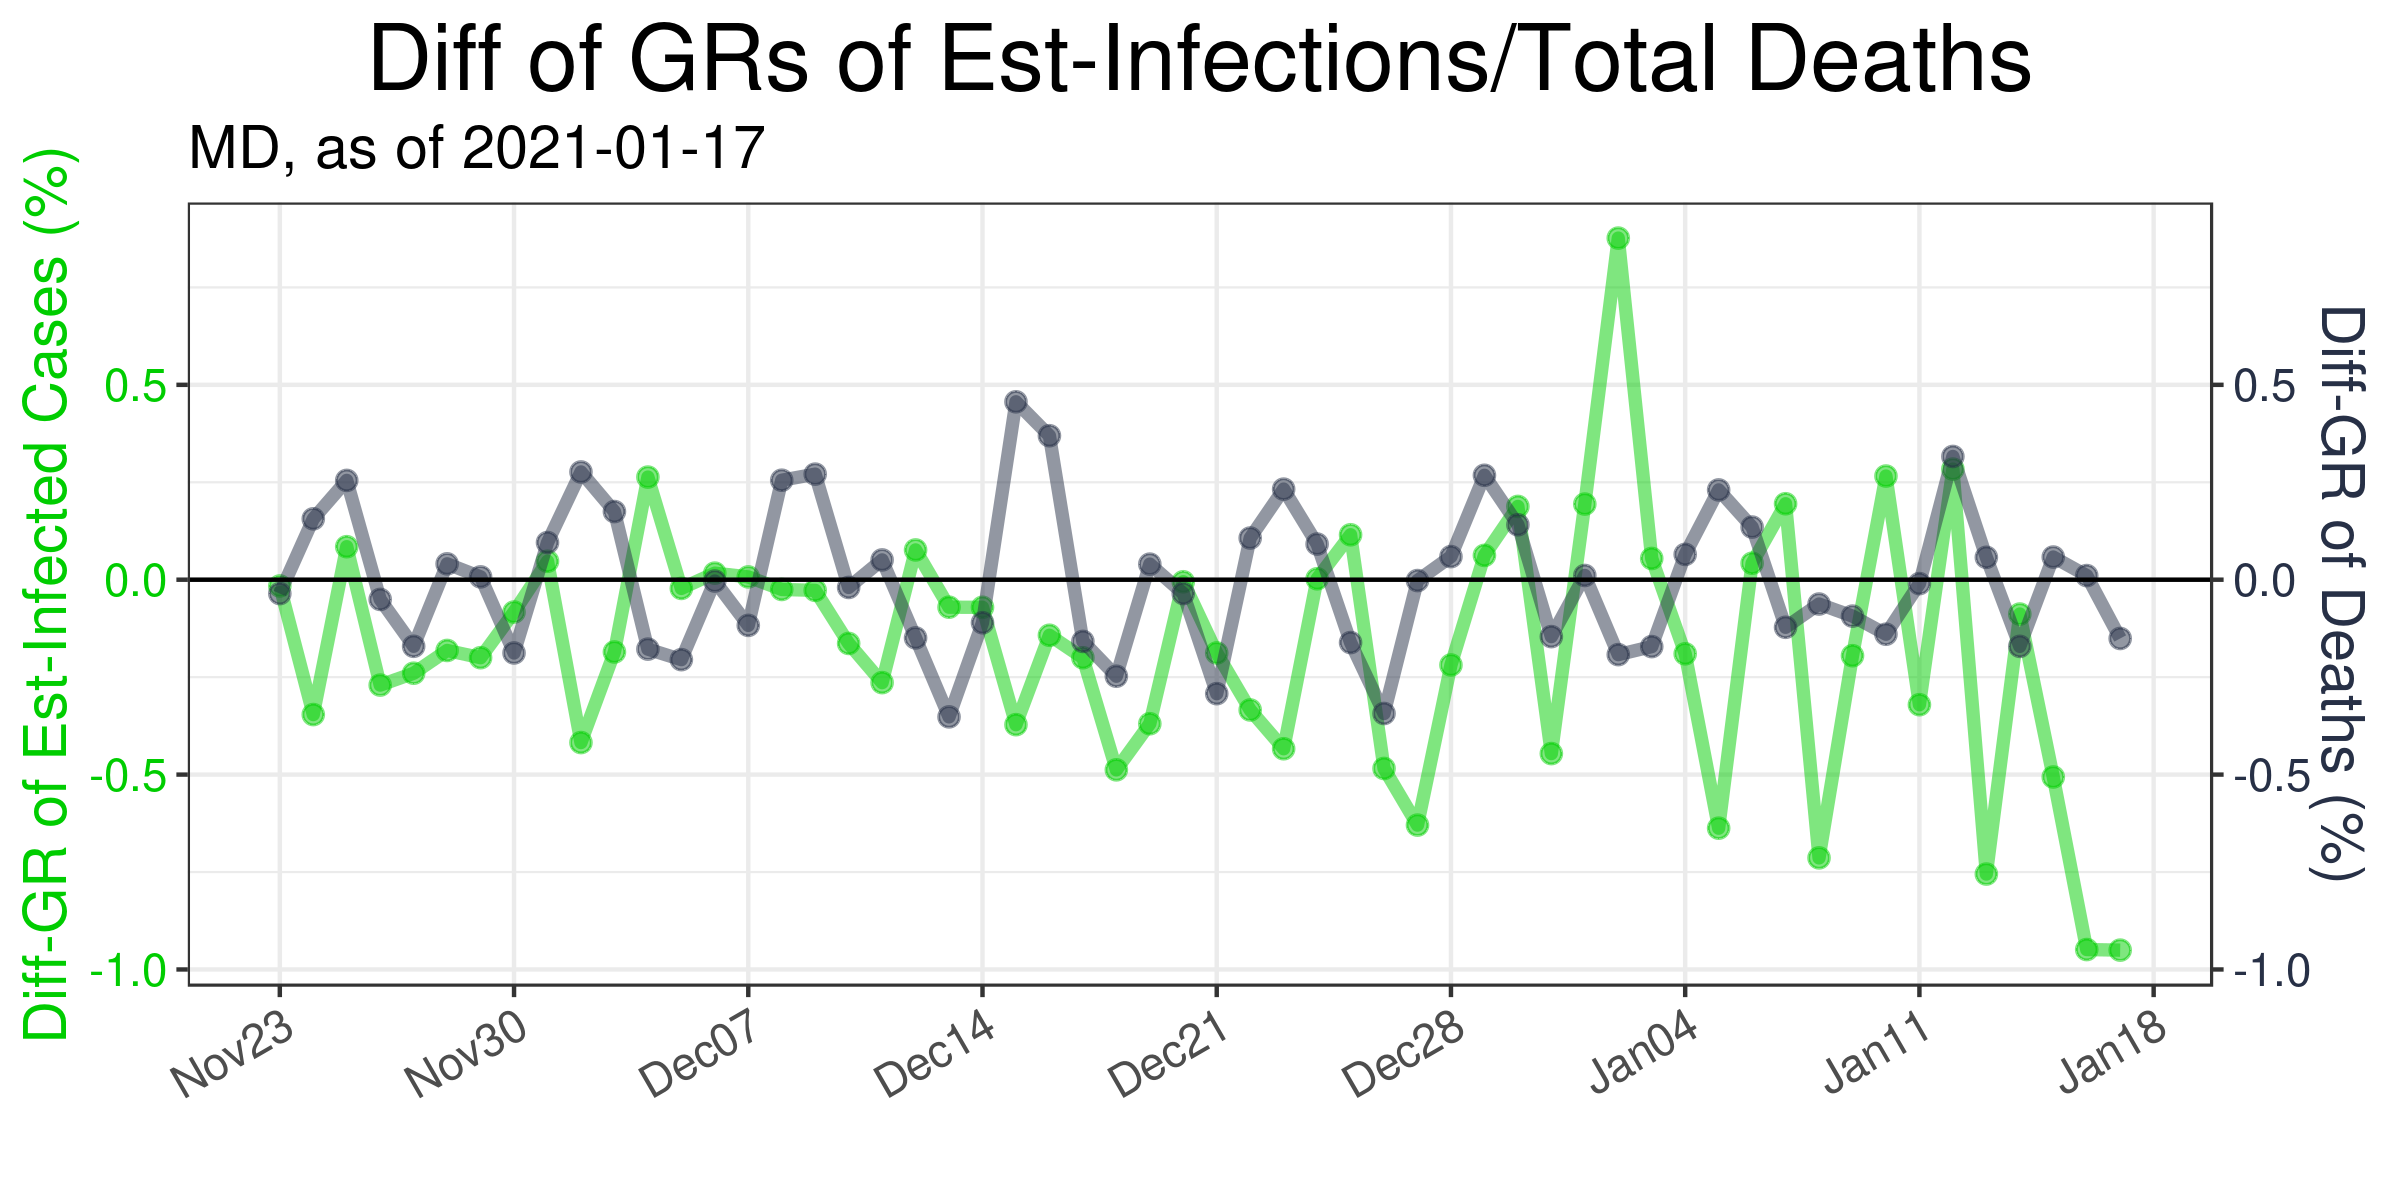 Diff of GRs of Est-Infections/Total Deaths
MD, as of 2021-01-17
Diff-GR of Est-Infected Cases (%)
0.5
0.0
-0.5
-1.0
0.5
0.0
-0.5
-1.0
Diff-GR of Deaths (%)
Nov23
Nov30
Dec07
Dec14
Dec21
Dec28
Jan04
Jan11
Jan18